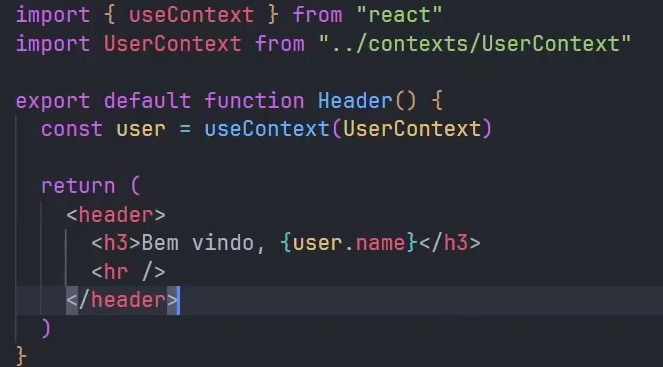 import { useContext } from "react"
import UserContext from "../contexts/UserContext"
export default function Header() {
const user = useContext(UserContext)
return (
<header>
<h3>Bem vindo, {user.name}</h3>
<hr />
</header>
)
}